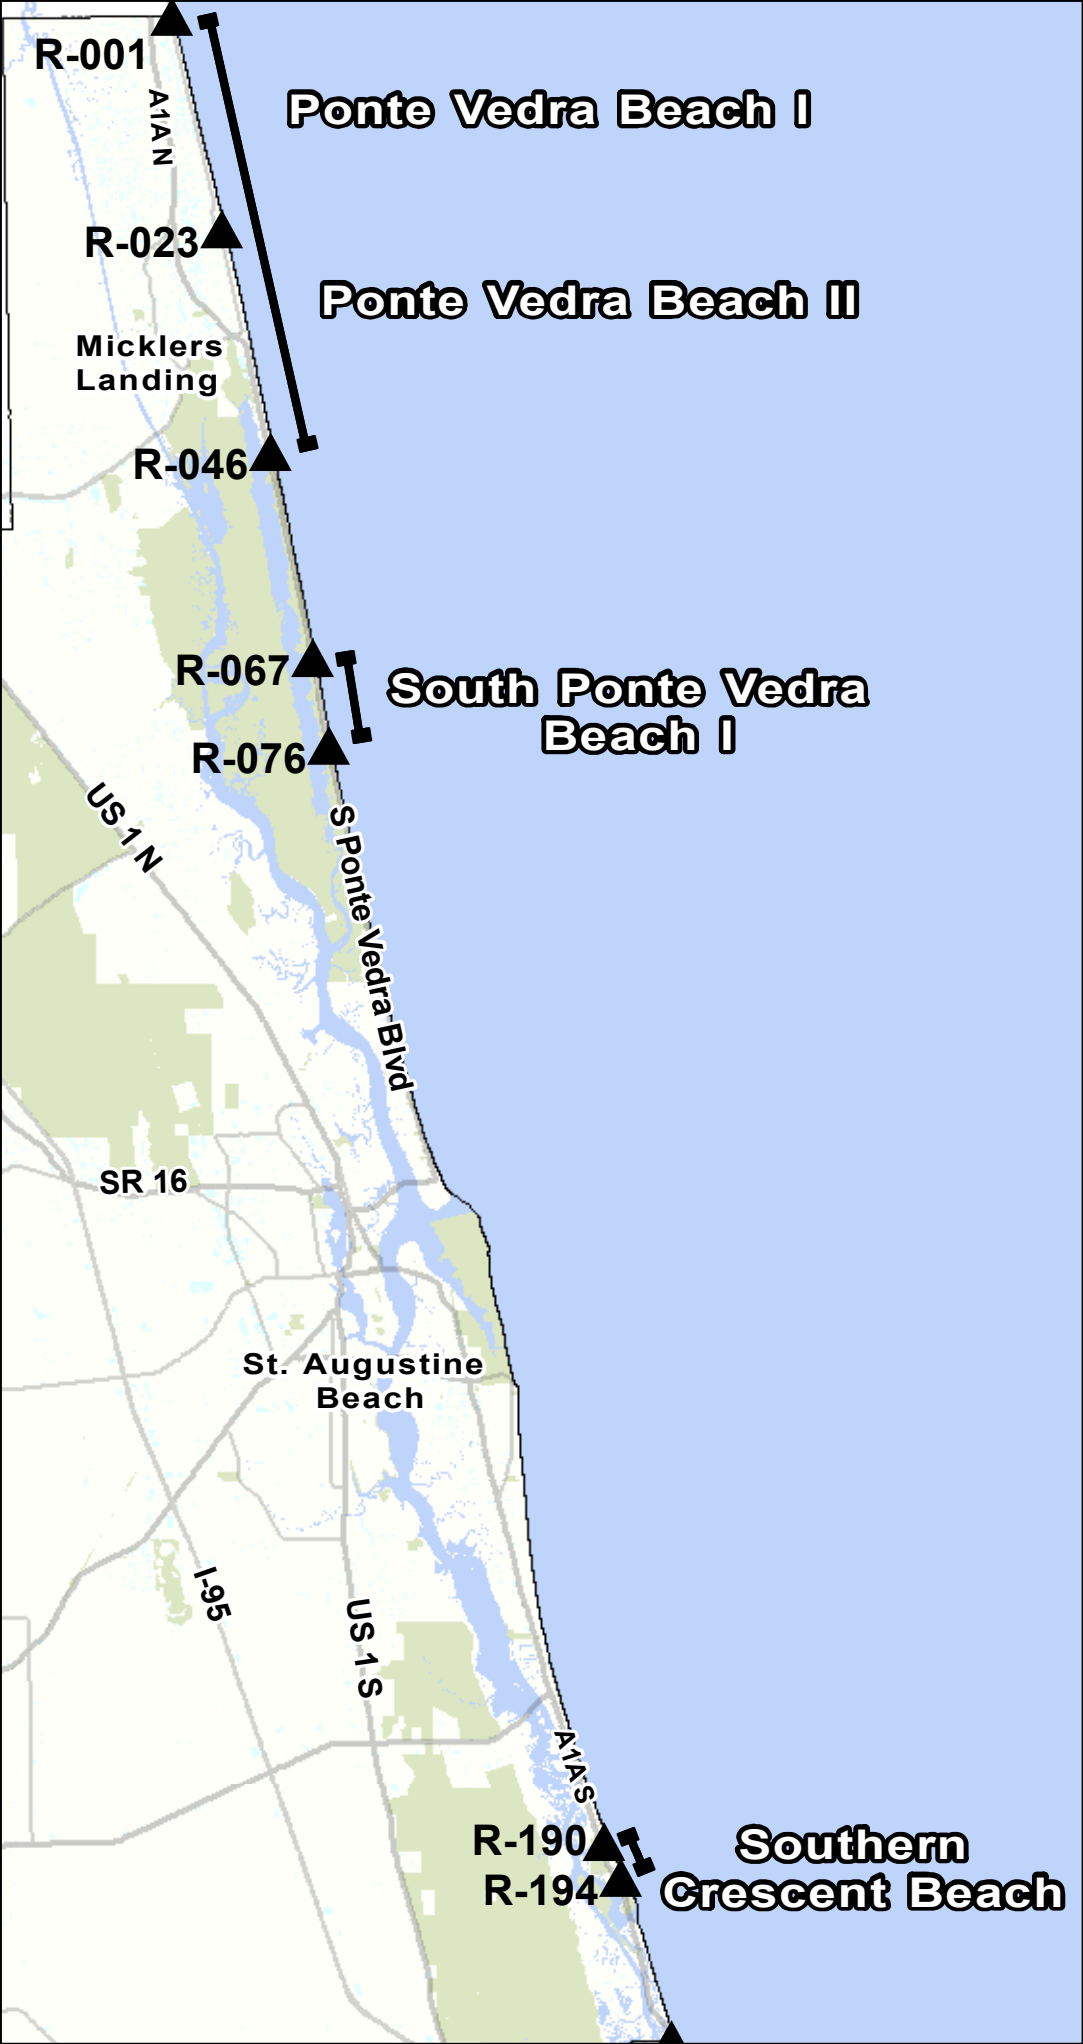 R-001
A1A N
Ponte Vedra Beach I
R-023
Ponte Vedra Beach II
Micklers
Landing
R-046
R-067
South Ponte Vedra
Beach I
R-076
US 1 N
S Ponte Vedra Blvd
SR 16
St. Augustine
Beach
I-95
US 1 S
A1A S
R-190
Southern
Crescent Beach
R-194